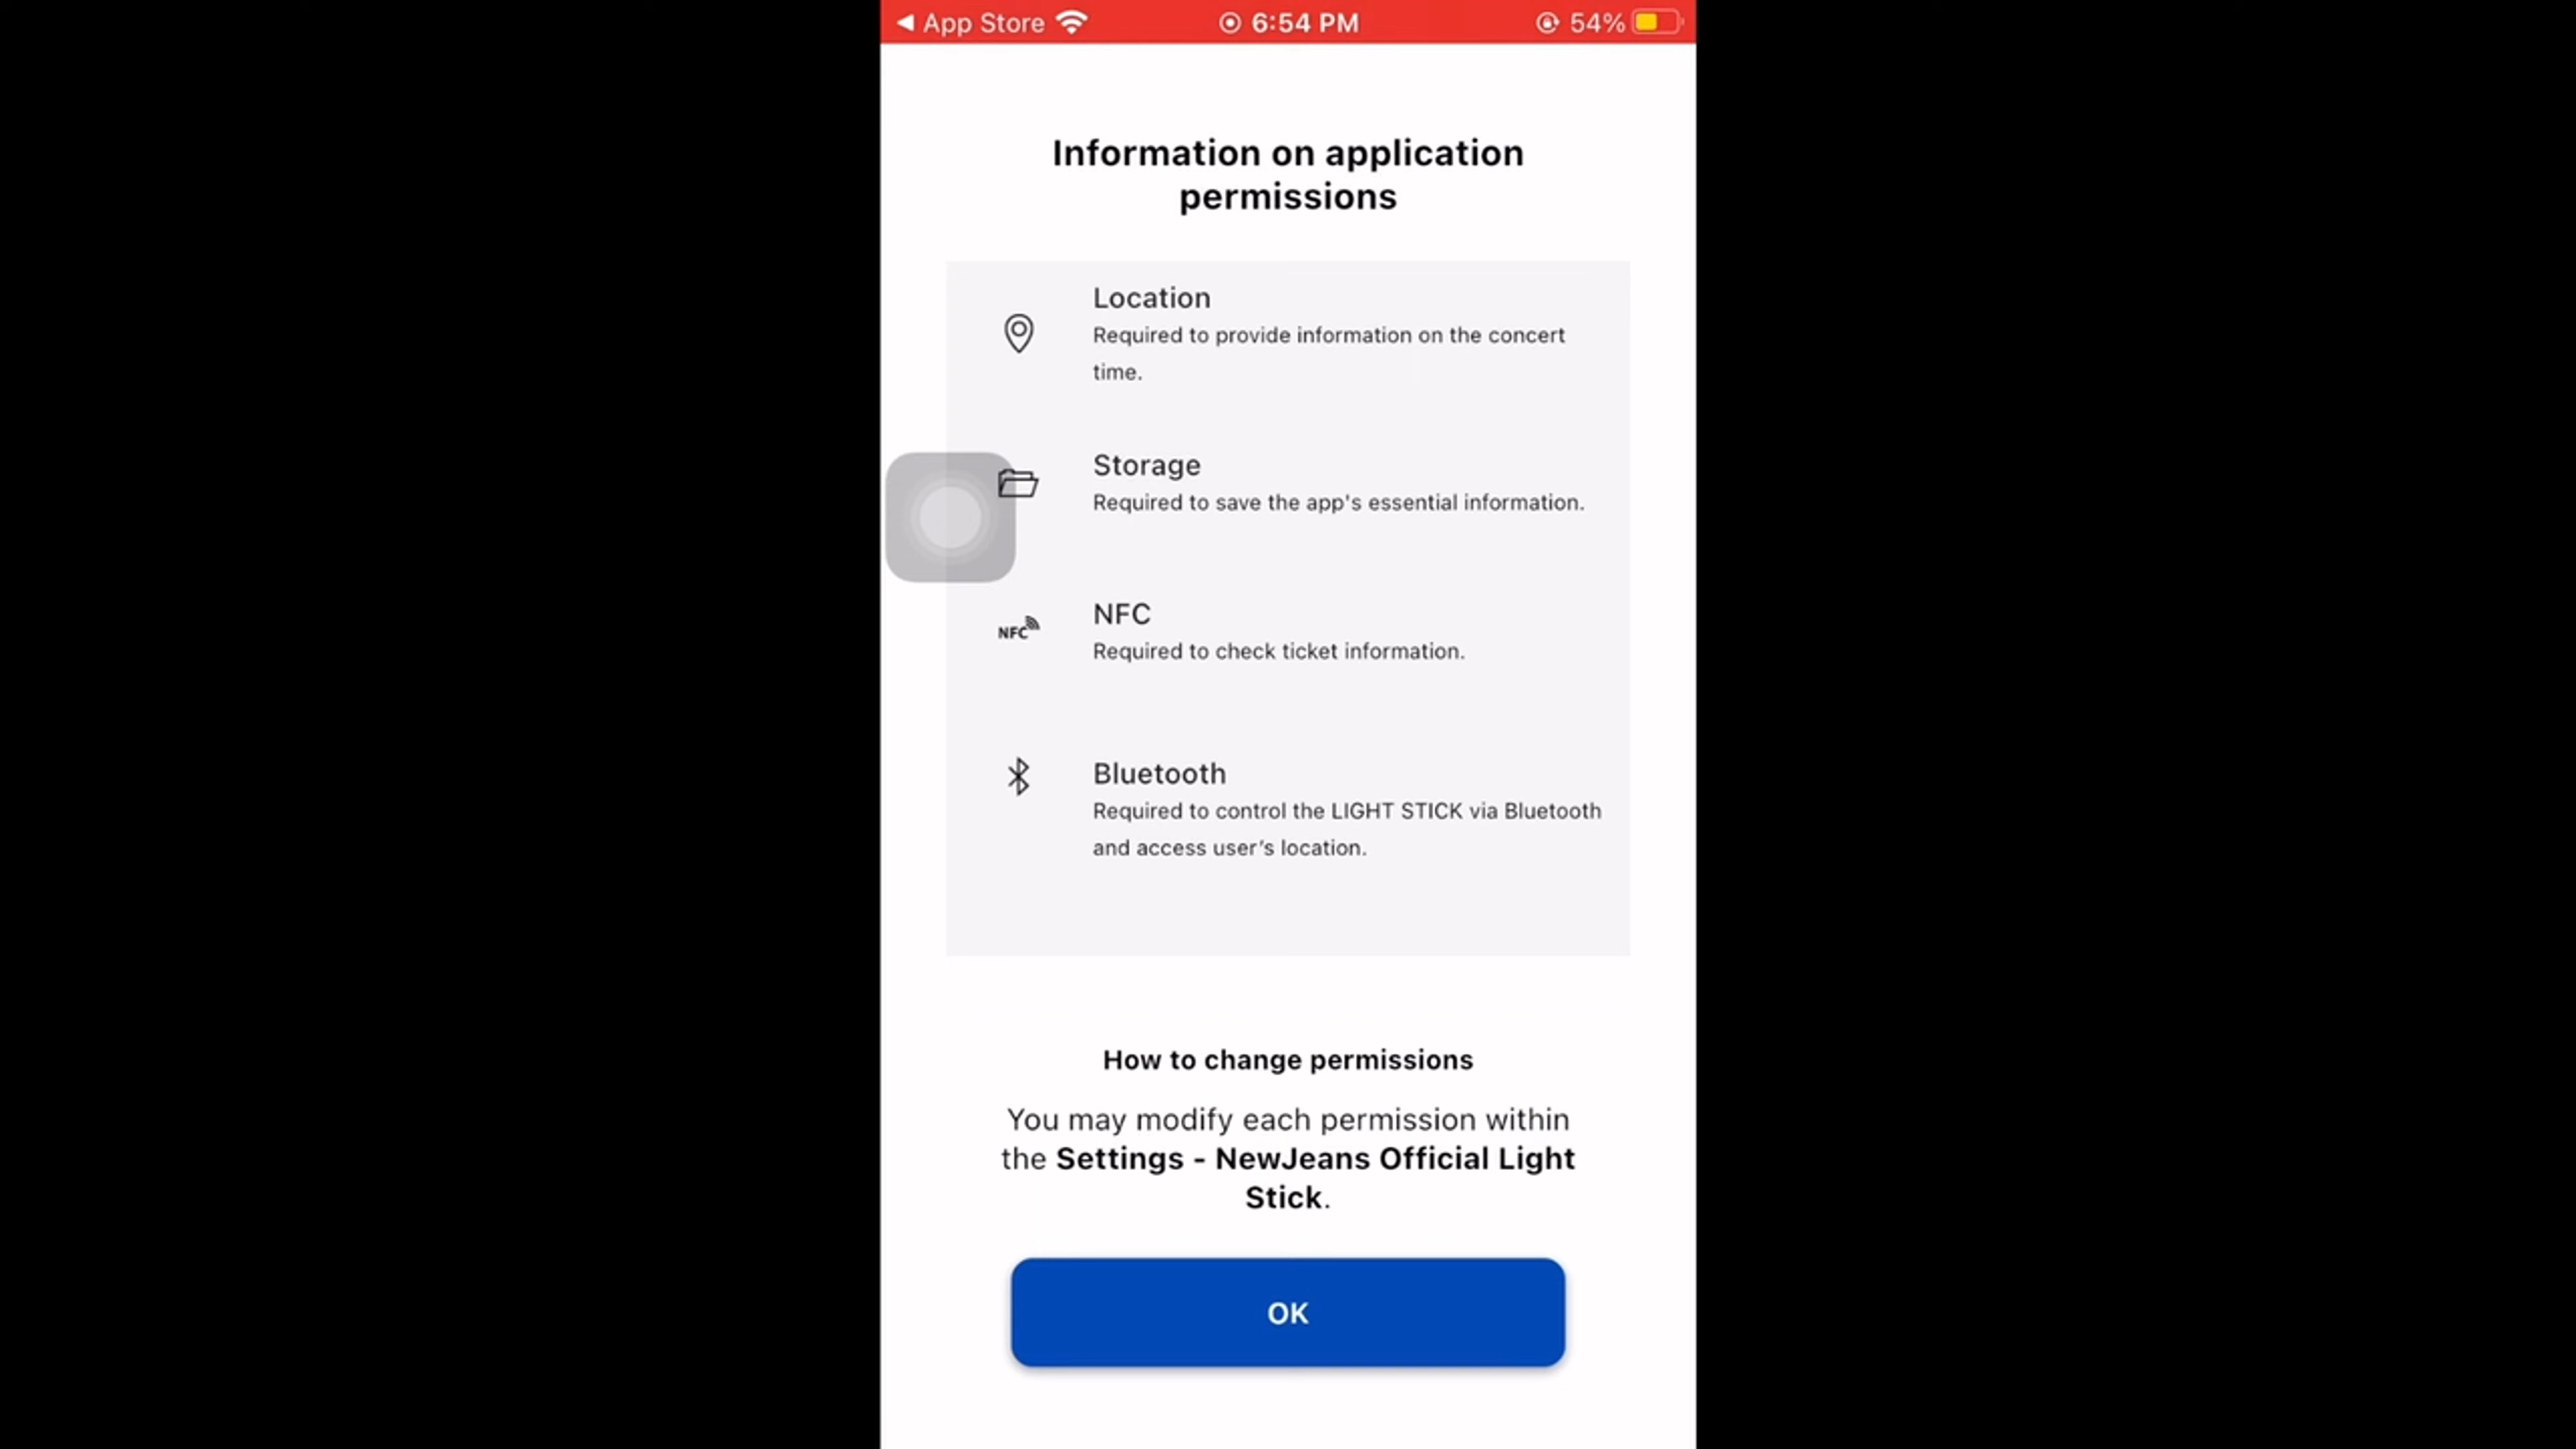 App Store 6:54 PM 54%
Information on application
permissions
Location
Required to provide information on the concert
time.
Storage
Required to save the app's essential information.
NFC
NFC
Required to check ticket information.
Bluetooth
Required to control the LIGHT STICK via Bluetooth
and access user's location.
How to change permissions
You may modify each permission within
the Settings - NewJeans Official Light
Stick.
OK